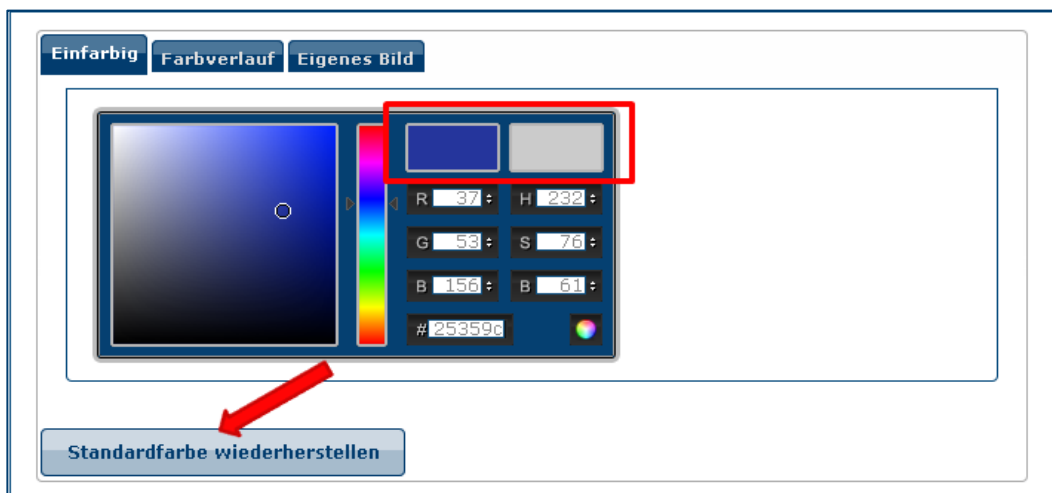 Einfarbig Farbverlauf Eigenes Bild
R 37 H 232
G 53 S 76
B 156 B 61
# 25359c
Standardfarbe wiederherstellen